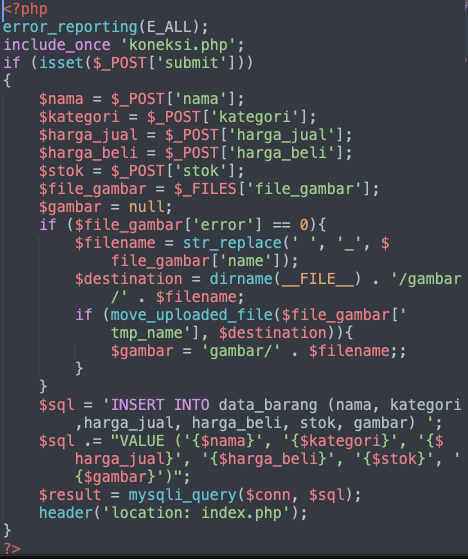 <?php
error_reporting(E_ALL);
include_once 'koneksi.php';
if (isset($_POST['submit']))
{
    $nama = $_POST['nama'];
    $kategori = $_POST['kategori'];
    $harga_jual = $_POST['harga_jual'];
    $harga_beli = $_POST['harga_beli'];
    $stok = $_POST['stok'];
    $file_gambar = $_FILES['file_gambar'];
    $gambar = null;
    if ($file_gambar['error'] == 0){
        $filename = str_replace(' ', '_', $
            file_gambar['name']);
        $destination = dirname(__FILE__) . '/gambar
            /' . $filename;
        if (move_uploaded_file($file_gambar['
            tmp_name'], $destination)){
            $gambar = 'gambar/' . $filename;;
        }
    }
    $sql = 'INSERT INTO data_barang (nama, kategori
        ,harga_jual, harga_beli, stok, gambar) ';
    $sql .= "VALUE ('{$nama}', '{$kategori}', '{$
        harga_jual}', '{$harga_beli}', '{$stok}', '
        {$gambar}')";
    $result = mysqli_query($conn, $sql);
    header('location: index.php');
}
?>